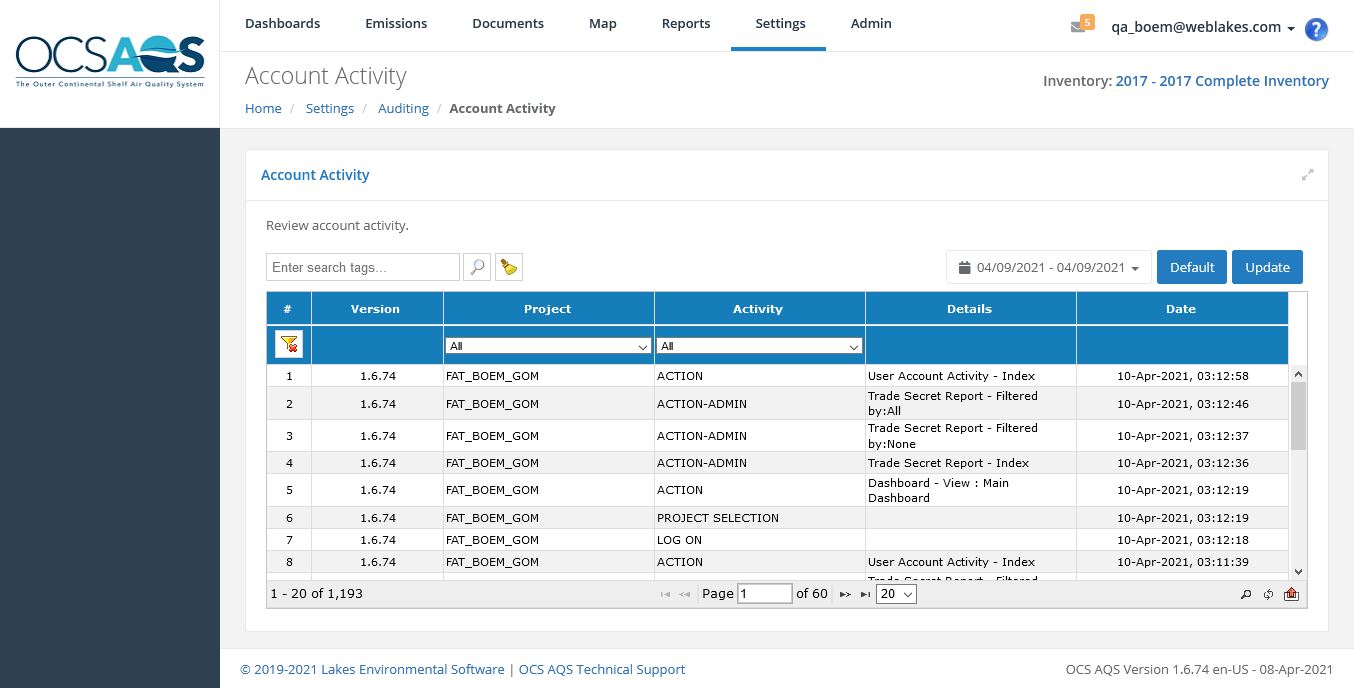 OCSAQS
The Outer Continental Shelf Air Quality System
Dashboards Emissions Documents Map Reports Settings Admin
5
qa_boem@weblakes.com
?
Account Activity
Inventory: 2017 - 2017 Complete Inventory
Home / Settings / Auditing / Account Activity
Account Activity
Review account activity.
Enter search tags...
04/09/2021 - 04/09/2021
Default
Update
# Version Project Activity Details Date
All All
1 1.6.74 FAT_BOEM_GOM ACTION User Account Activity - Index 10-Apr-2021, 03:12:58
2 1.6.74 FAT_BOEM_GOM ACTION-ADMIN Trade Secret Report - Filtered
by:All 10-Apr-2021, 03:12:46
3 1.6.74 FAT_BOEM_GOM ACTION-ADMIN Trade Secret Report - Filtered
by:None 10-Apr-2021, 03:12:37
4 1.6.74 FAT_BOEM_GOM ACTION-ADMIN Trade Secret Report - Index 10-Apr-2021, 03:12:36
5 1.6.74 FAT_BOEM_GOM ACTION Dashboard - View : Main
Dashboard 10-Apr-2021, 03:12:19
6 1.6.74 FAT_BOEM_GOM PROJECT SELECTION 10-Apr-2021, 03:12:19
7 1.6.74 FAT_BOEM_GOM LOG ON 10-Apr-2021, 03:12:18
8 1.6.74 FAT_BOEM_GOM ACTION User Account Activity - Index 10-Apr-2021, 03:11:39
Trade Secret Report - Filtered
1 - 20 of 1,193
Page 1 of 60
20
© 2019-2021 Lakes Environmental Software | OCS AQS Technical Support
OCS AQS Version 1.6.74 en-US - 08-Apr-2021